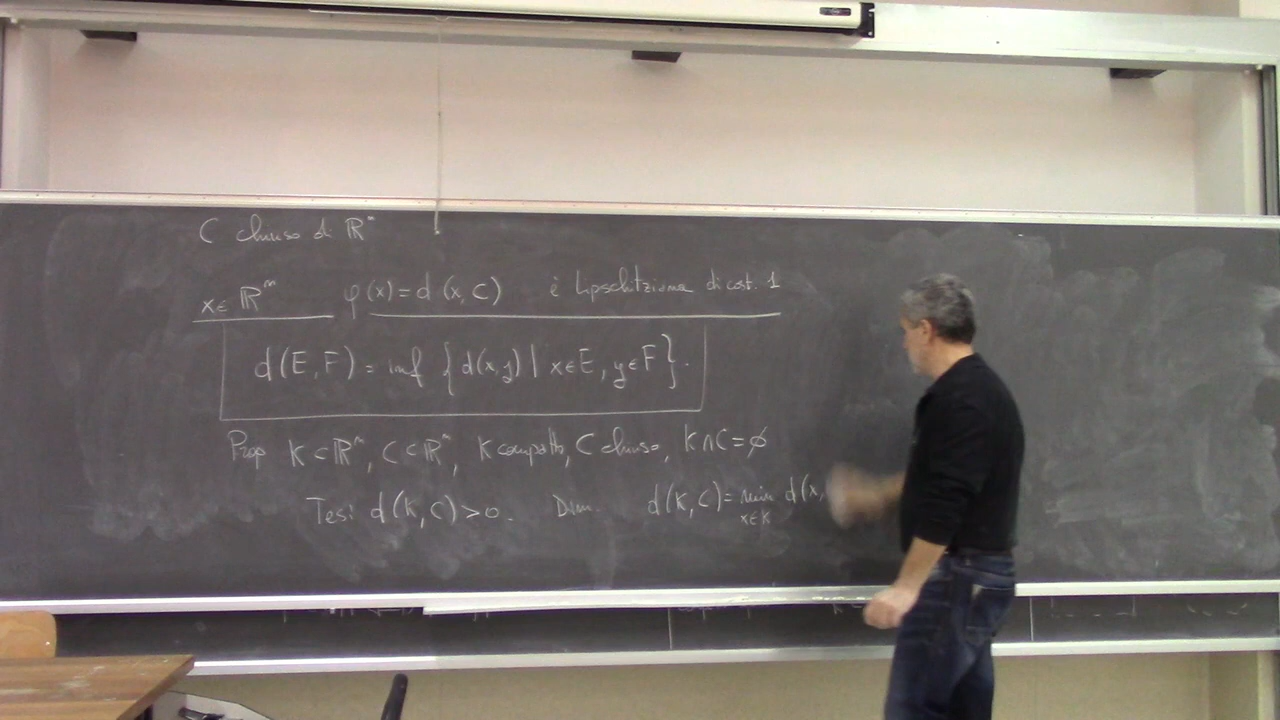 C chiuso di ℝⁿ
x∈ℝⁿ φ(x)=d(x,C) è lipschitziana di cost. 1
d(E,F)=inf {d(x,y) | x∈E, y∈F}.
Prop K⊂ℝⁿ, C⊂ℝⁿ, K compatto, C chiuso, K∩C=∅
Tesi d(K,C)>0. Dim. d(K,C)=min d(x,
x∈K